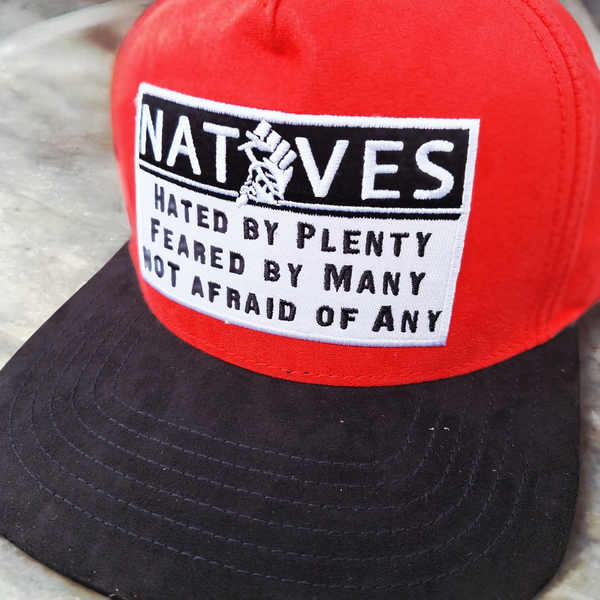 NATIVES
HATED BY PLENTY
FEARED BY MANY
NOT AFRAID OF ANY